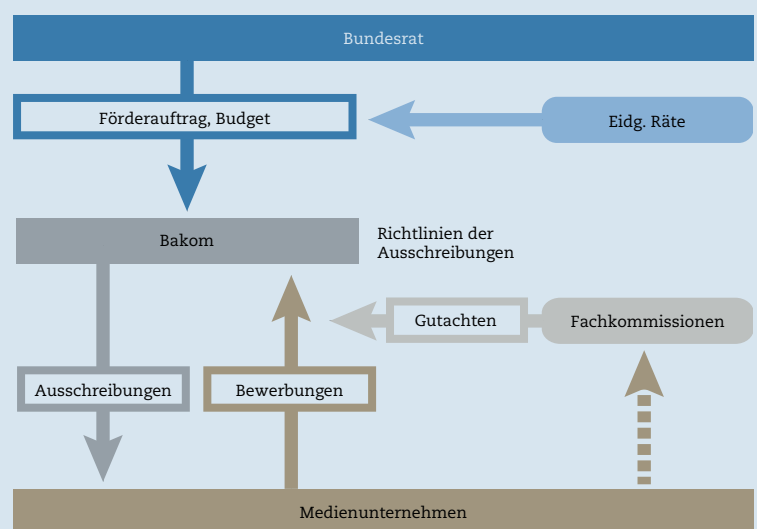 Bundesrat
Förderauftrag, Budget
Eidg. Räte
Bakom
Richtlinien der
Ausschreibungen
Gutachten
Fachkommissionen
Ausschreibungen
Bewerbungen
Medienunternehmen